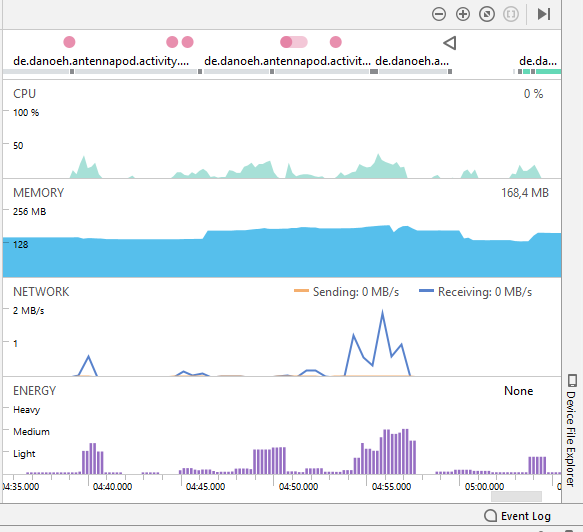 de.danoeh.antennapod.activity.... de.danoeh.antennapod.activit... de.danoeh.a... de.da...
CPU 0 %
100 %
50
MEMORY 168,4 MB
256 MB
128
NETWORK Sending: 0 MB/s Receiving: 0 MB/s
2 MB/s
1
ENERGY None
Heavy
Medium
Light
04:35.000 04:40.000 04:45.000 04:50.000 04:55.000 05:00.000
Device File Explorer
Event Log